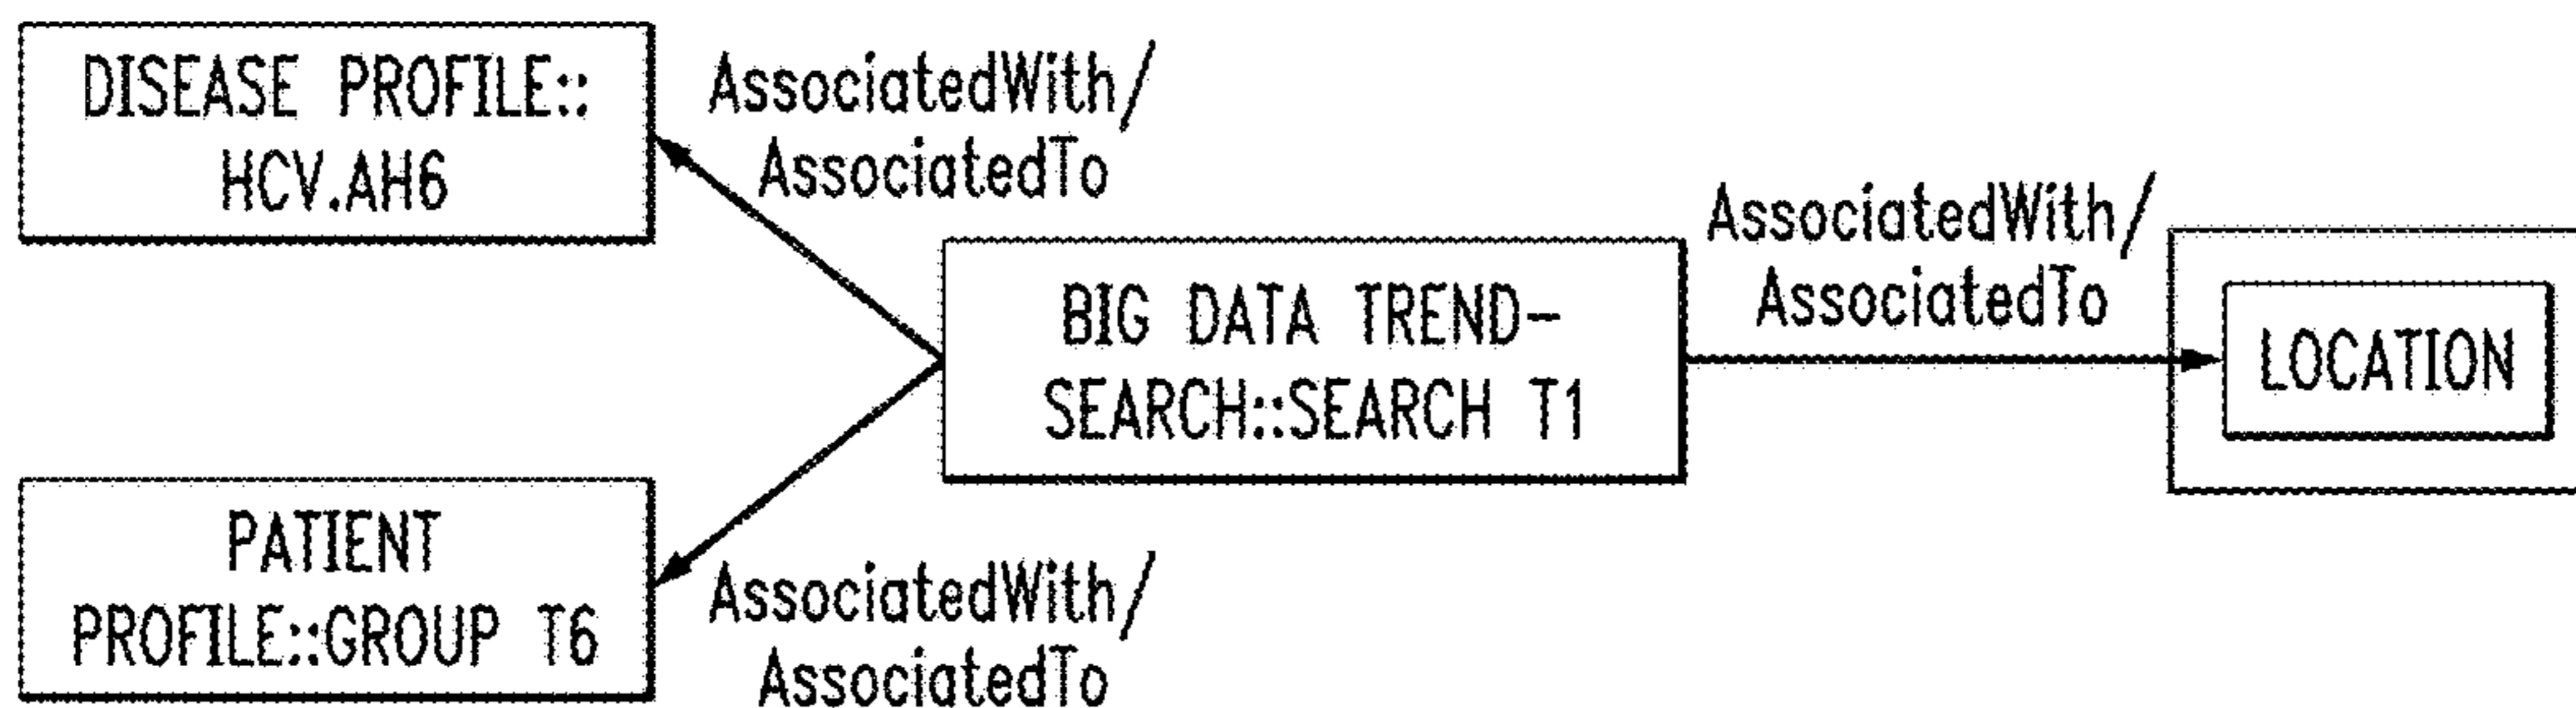 DISEASE PROFILE::
HCV.AH6
AssociatedWith/
AssociatedTo
BIG DATA TREND-
SEARCH::SEARCH T1
AssociatedWith/
AssociatedTo
LOCATION
PATIENT
PROFILE::GROUP T6
AssociatedWith/
AssociatedTo